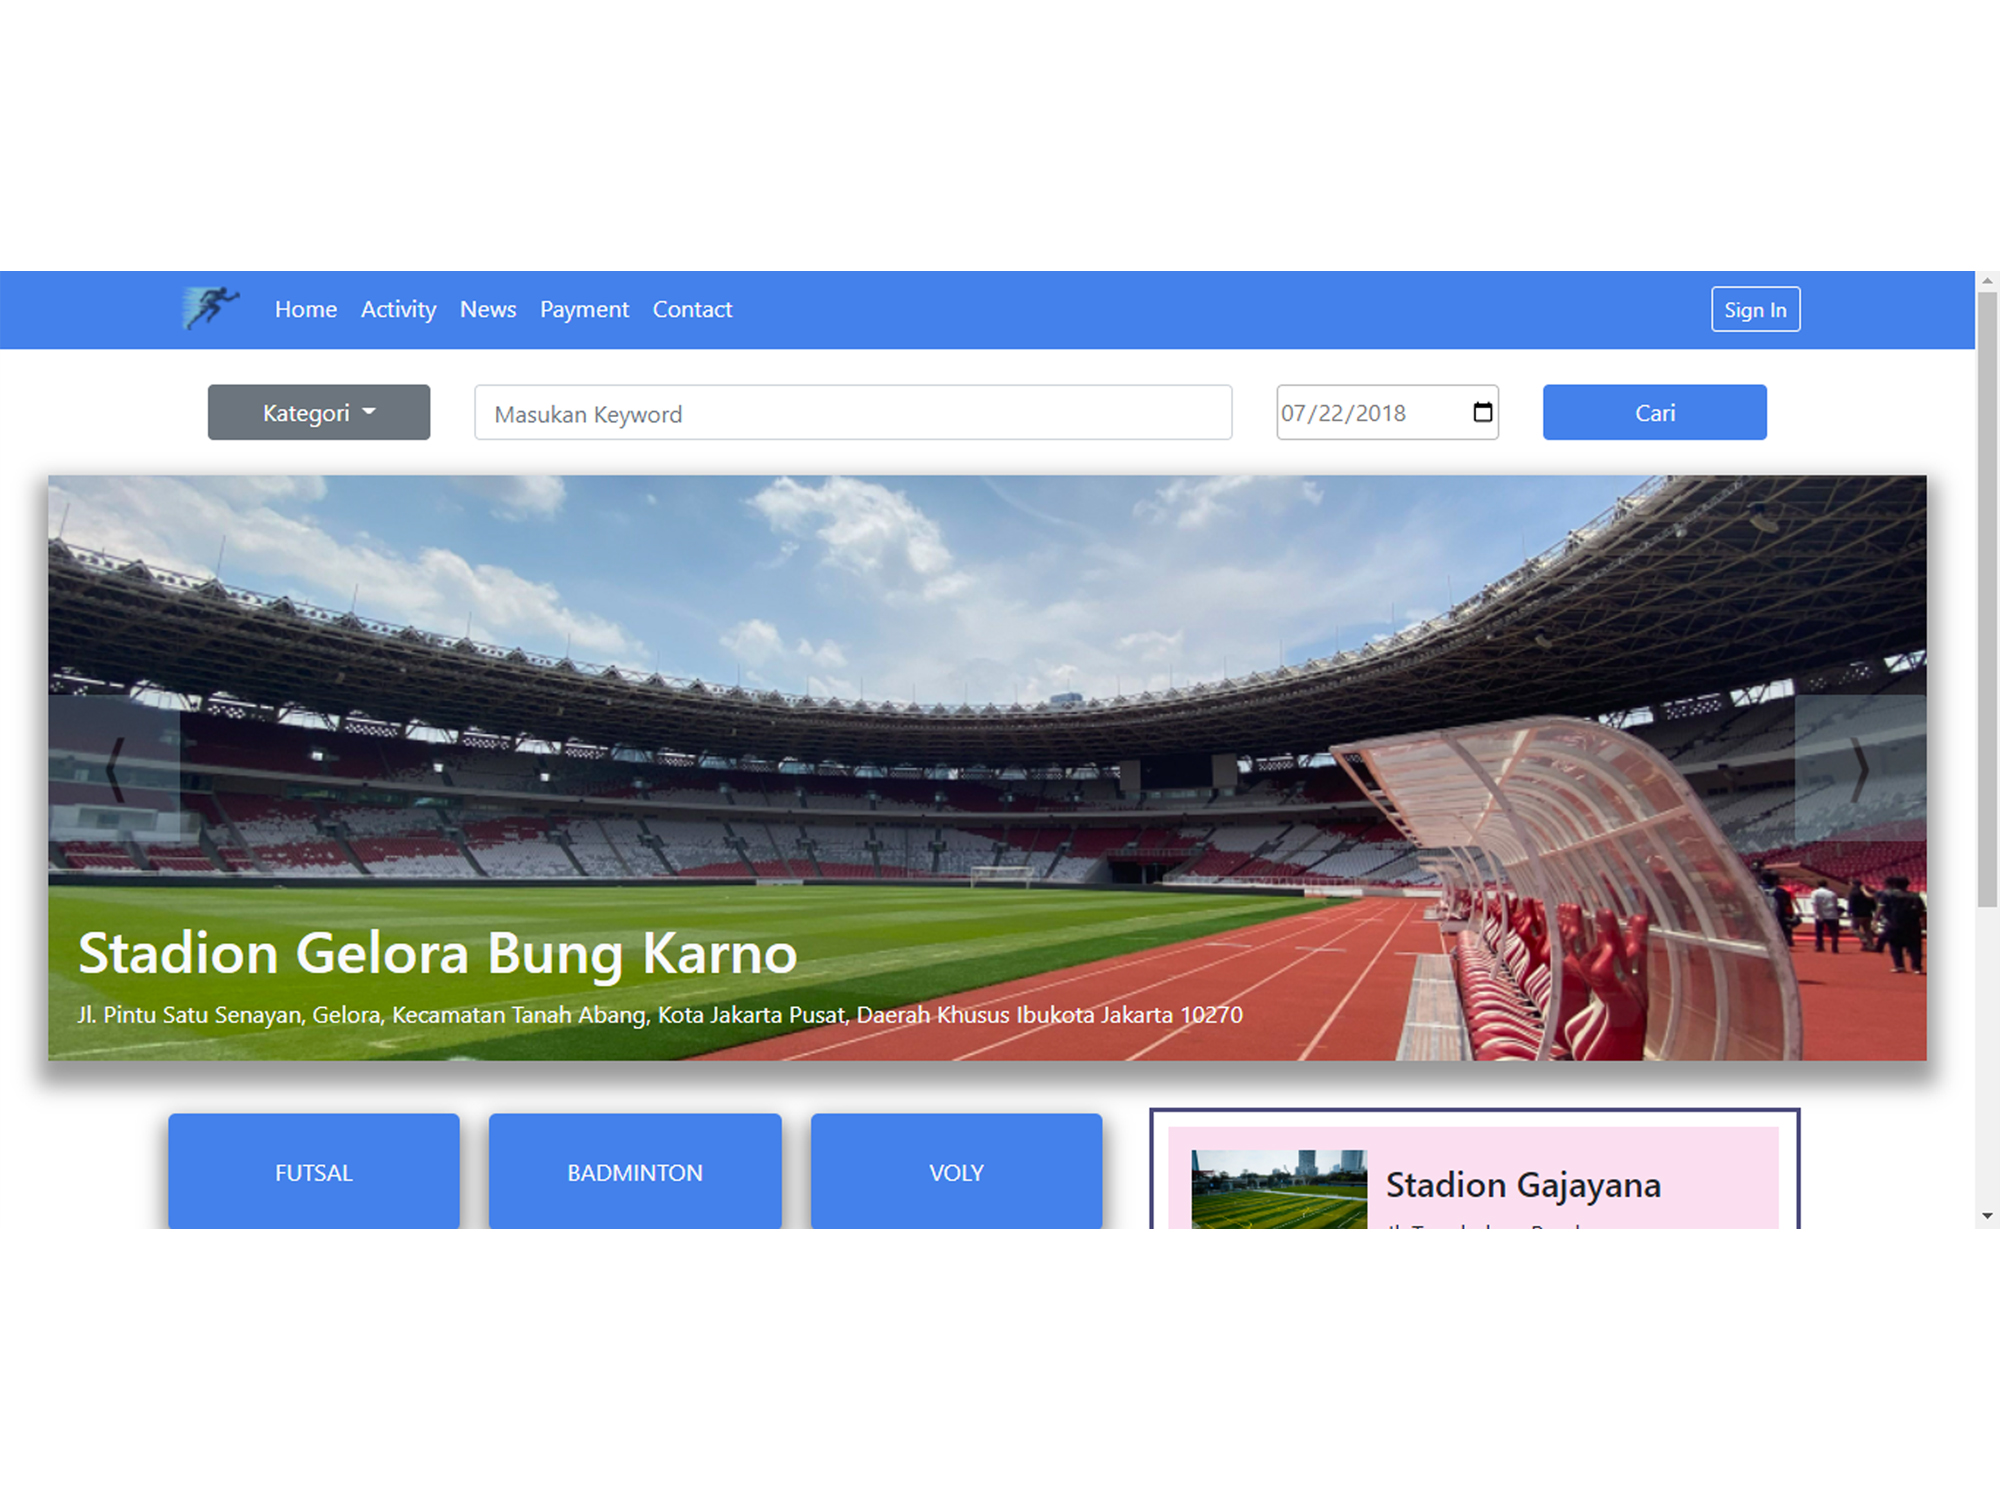 Home Activity News Payment Contact Sign In
Kategori Masukan Keyword 07/22/2018 Cari
Stadion Gelora Bung Karno
Jl. Pintu Satu Senayan, Gelora, Kecamatan Tanah Abang, Kota Jakarta Pusat, Daerah Khusus Ibukota Jakarta 10270
FUTSAL BADMINTON VOLY
Stadion Gajayana